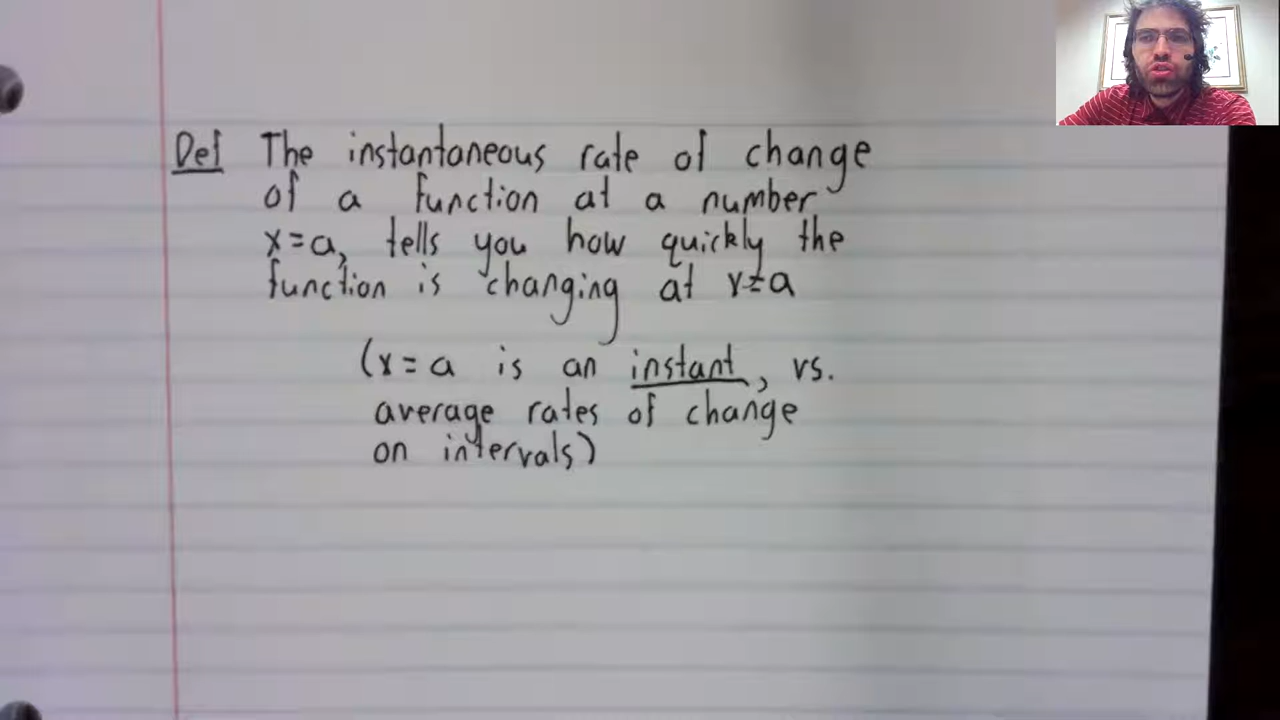 Def The instantaneous rate of change
of a function at a number
x=a, tells you how quickly the
function is changing at x=a
(x=a is an instant, vs.
average rates of change
on intervals)